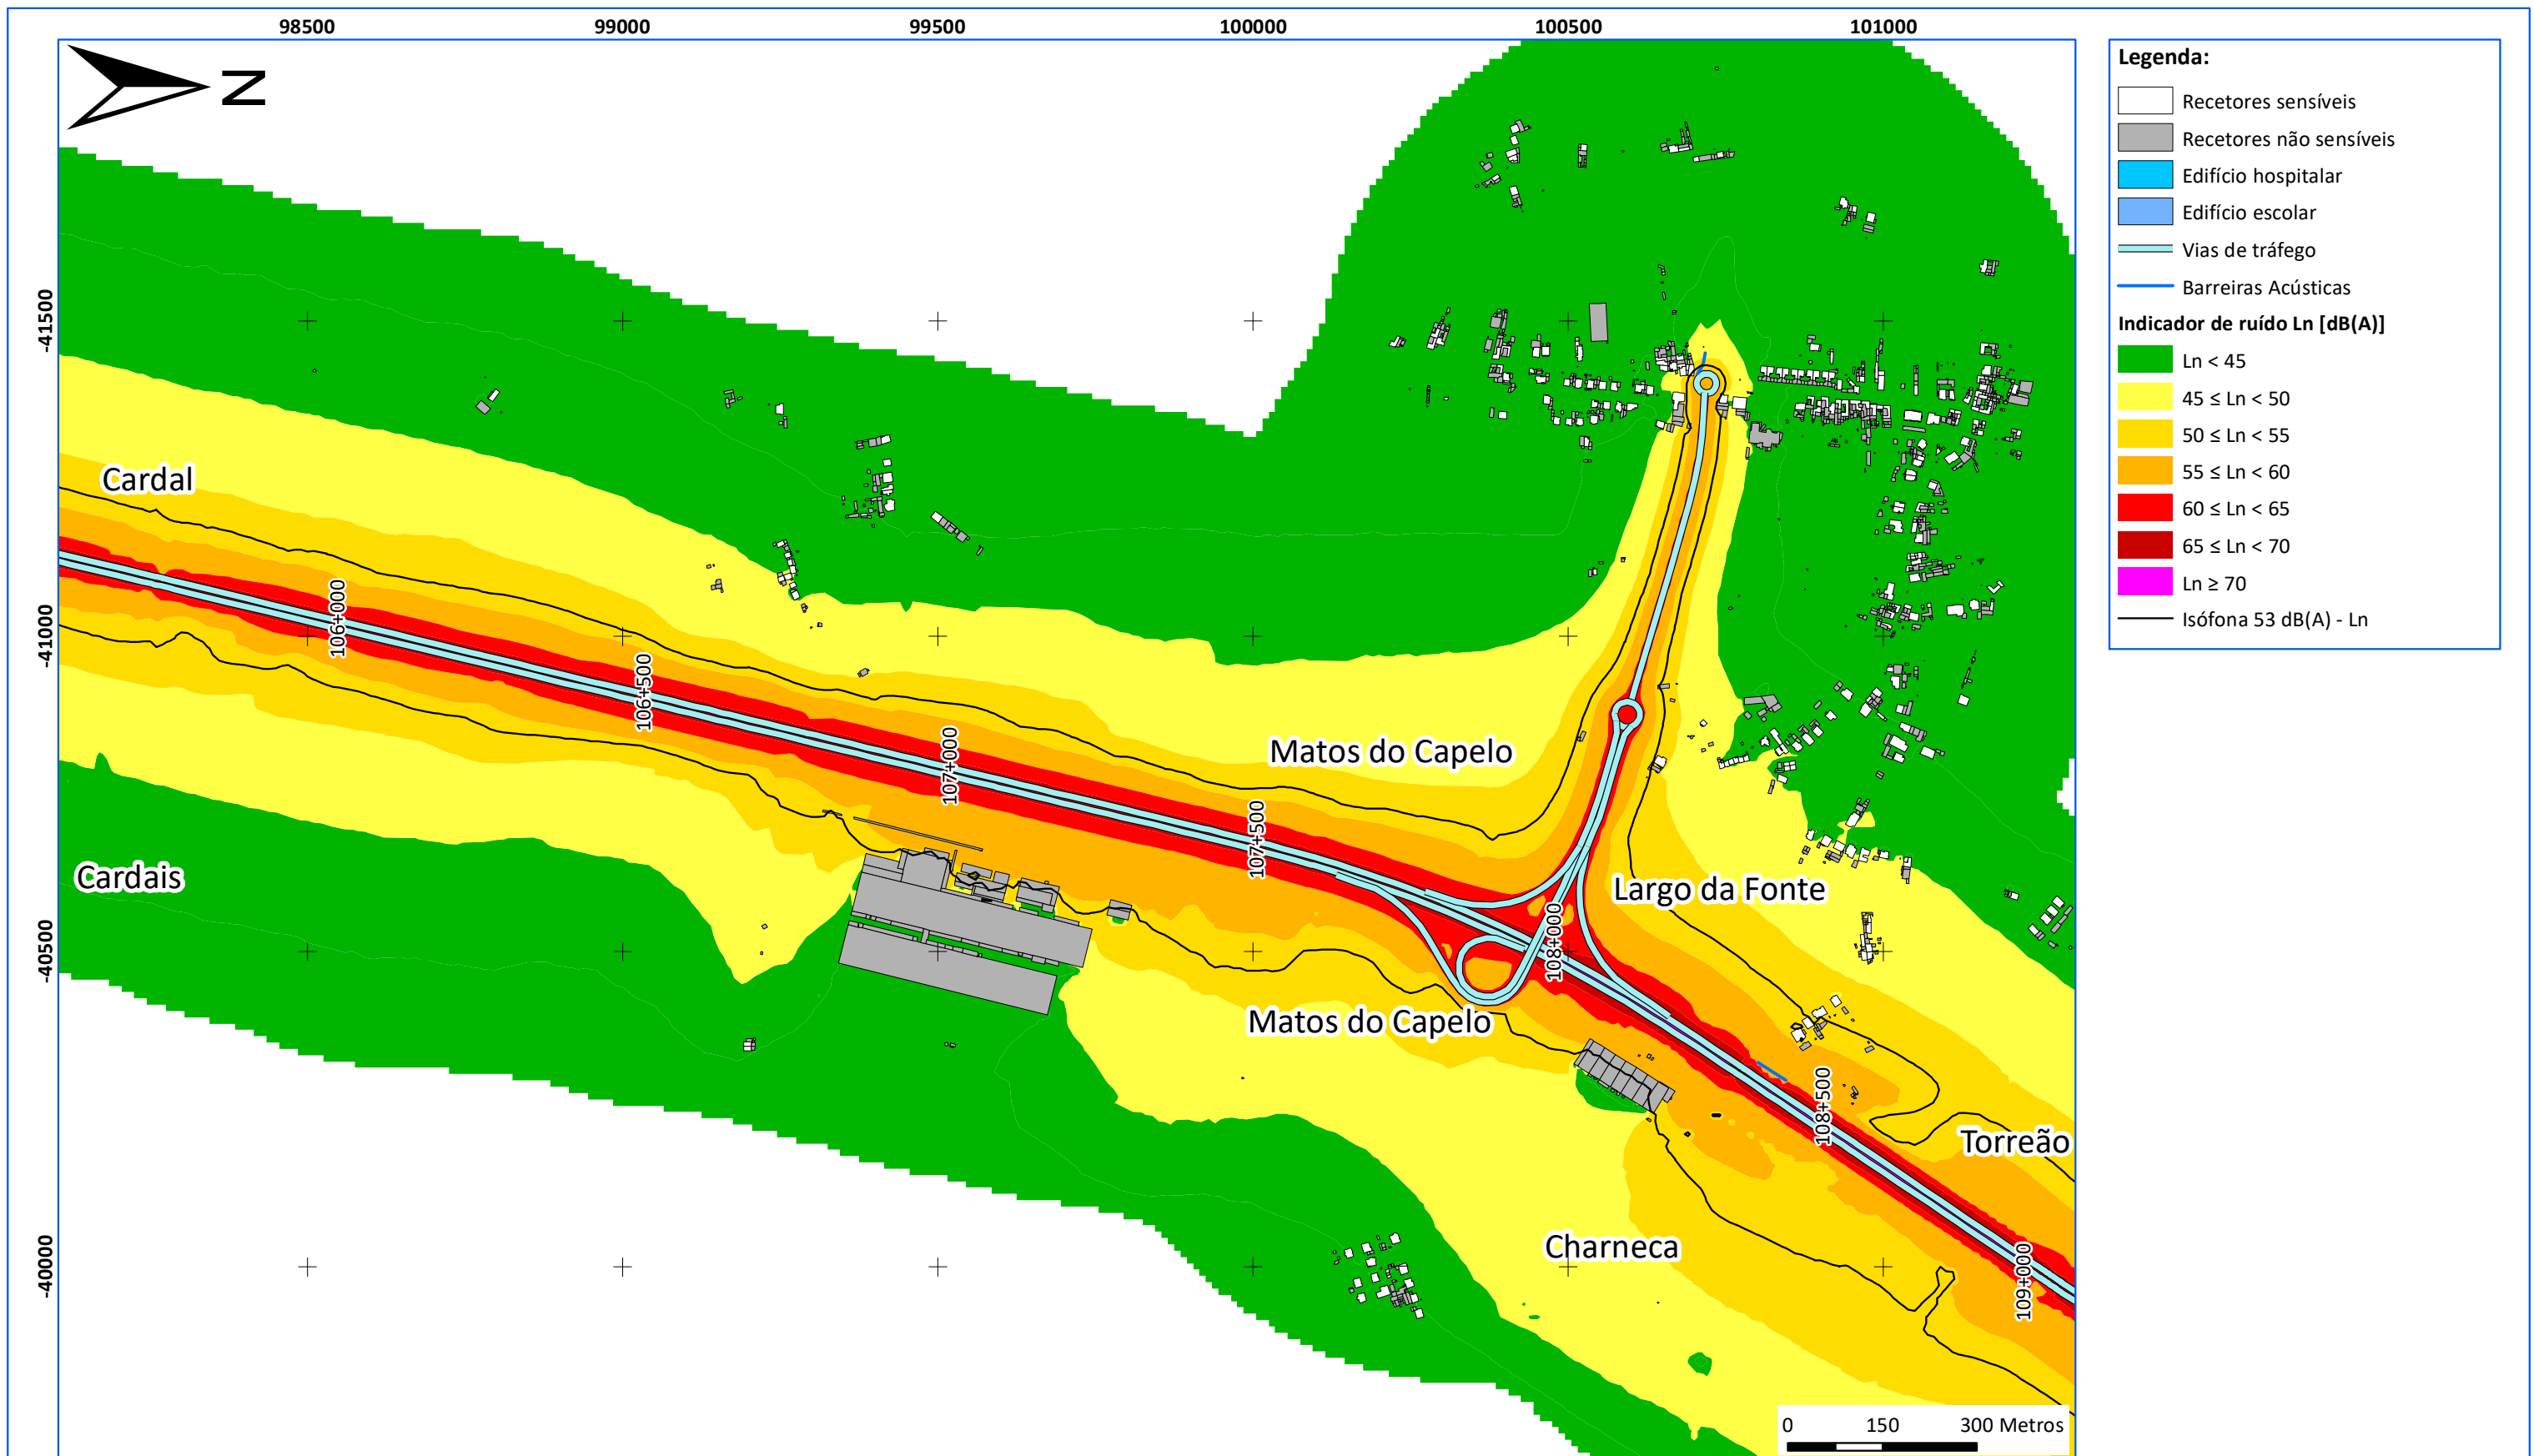 98500 99000 99500 100000 100500 101000
N
-41500
-41000
-40500
-40000
Cardal
Cardais
Matos do Capelo
Matos do Capelo
Largo da Fonte
Torreão
Charneca
106+000
106+500
107+000
107+500
108+000
108+500
109+000
0 150 300 Metros
Legenda:
Recetores sensíveis
Recetores não sensíveis
Edifício hospitalar
Edifício escolar
Vias de tráfego
Barreiras Acústicas
Indicador de ruído Ln [dB(A)]
Ln < 45
45 ≤ Ln < 50
50 ≤ Ln < 55
55 ≤ Ln < 60
60 ≤ Ln < 65
65 ≤ Ln < 70
Ln ≥ 70
Isófona 53 dB(A) - Ln